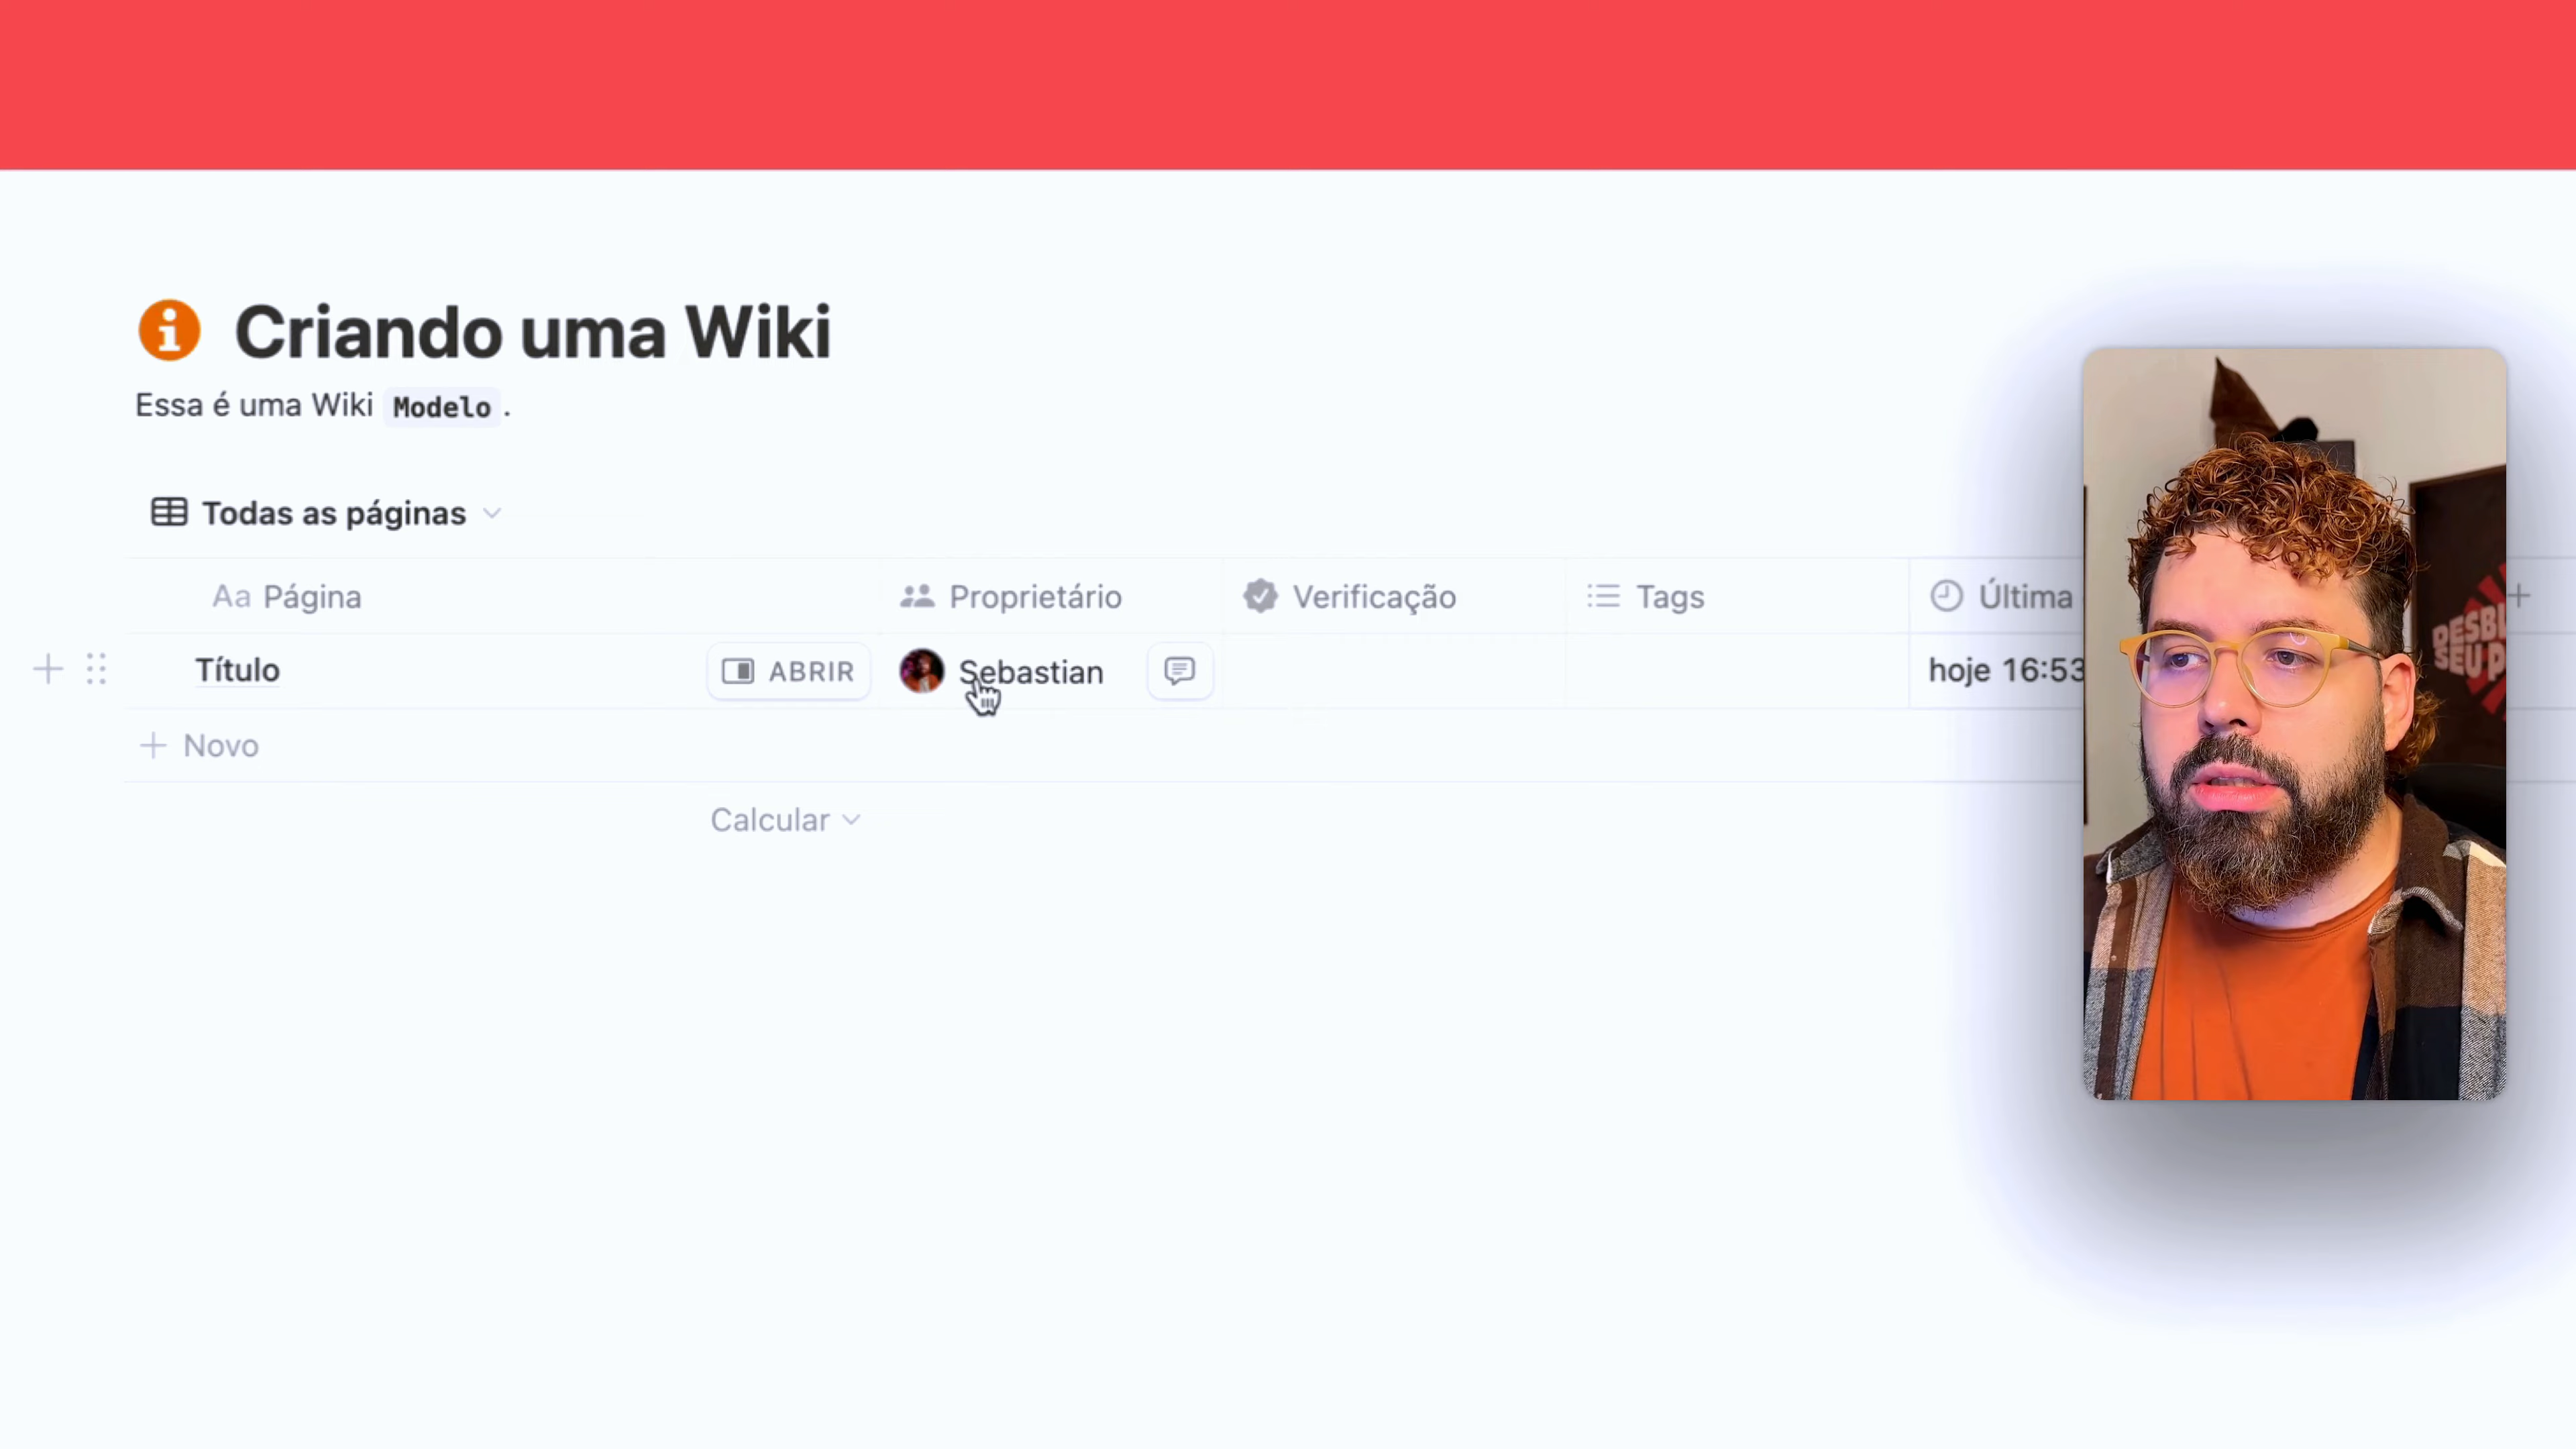 Criando uma Wiki
Essa é uma Wiki Modelo .
Todas as páginas
Aa Página Proprietário Verificação Tags Última
Título ABRIR Sebastian hoje 16:53
Novo
Calcular